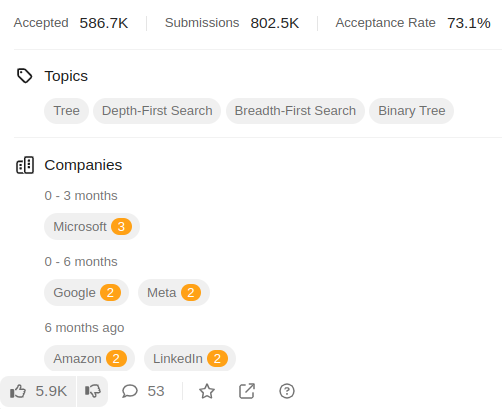 Accepted 586.7K Submissions 802.5K Acceptance Rate 73.1%
Topics
Tree Depth-First Search Breadth-First Search Binary Tree
Companies
0 - 3 months
Microsoft 3
0 - 6 months
Google 2 Meta 2
6 months ago
Amazon 2 LinkedIn 2
5.9K 53